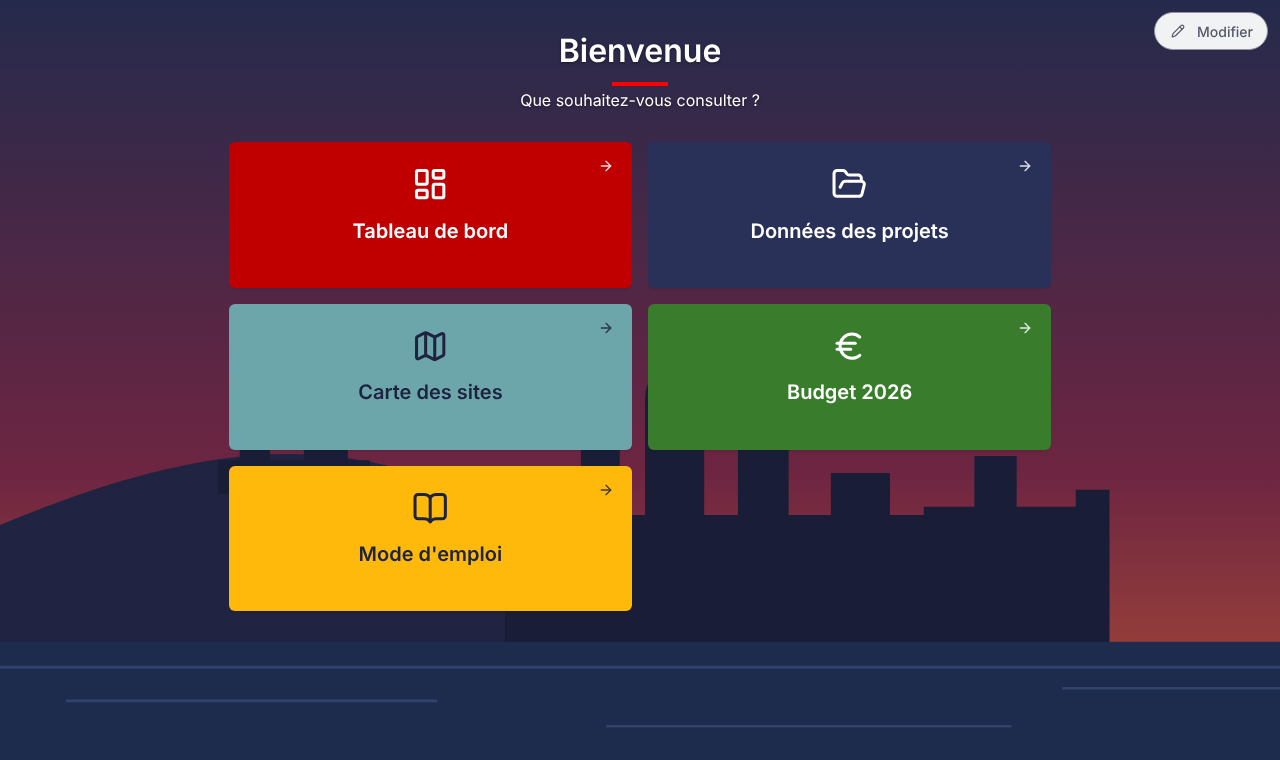 Modifier
Bienvenue
Que souhaitez-vous consulter ?
Tableau de bord
Données des projets
Carte des sites
Budget 2026
Mode d'emploi